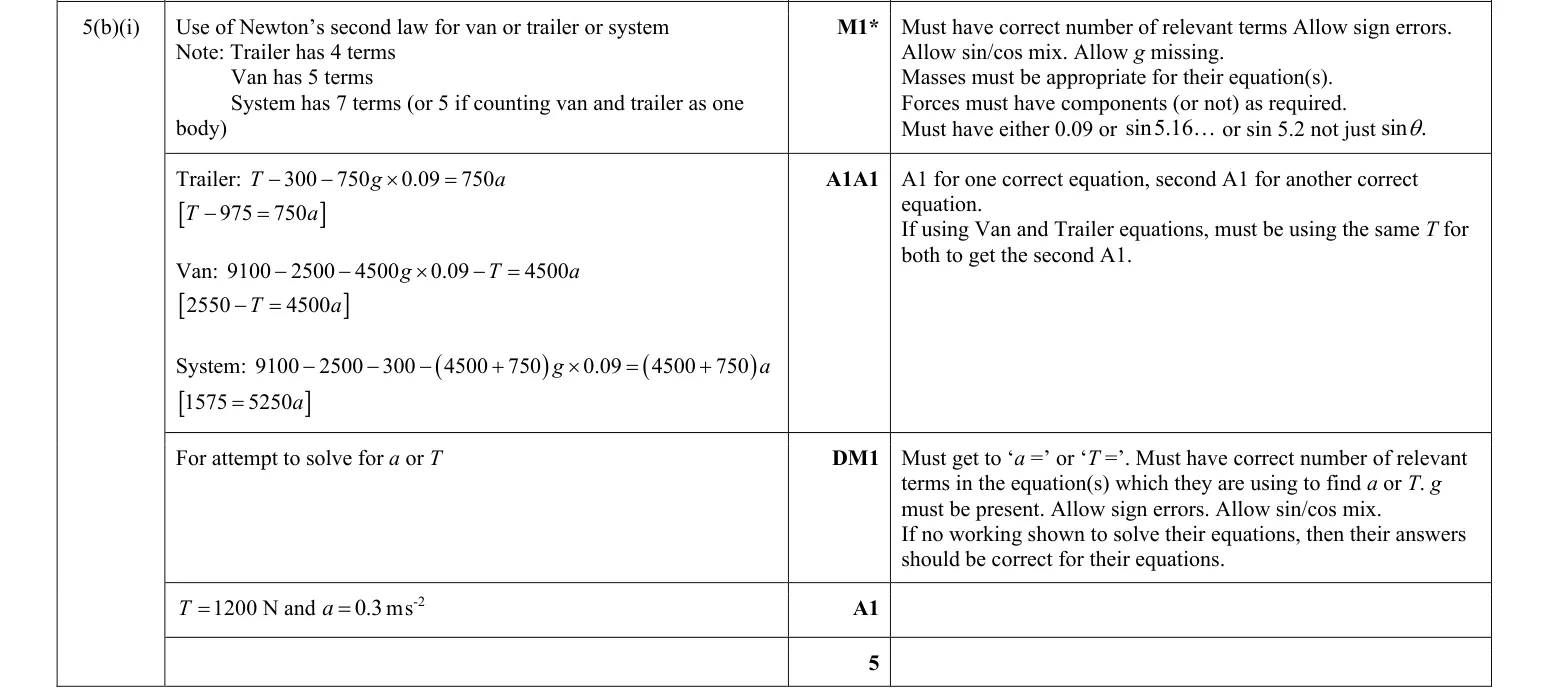 5(b)(i)
Use of Newton’s second law for van or trailer or system
Note: Trailer has 4 terms
Van has 5 terms
System has 7 terms (or 5 if counting van and trailer as one
body)
M1*
Must have correct number of relevant terms Allow sign errors.
Allow sin/cos mix. Allow g missing.
Masses must be appropriate for their equation(s).
Forces must have components (or not) as required.
Must have either 0.09 or sin5.16… or sin 5.2 not just sinθ.
Trailer: T − 300 − 750g × 0.09 = 750a
[T − 975 = 750a]
Van: 9100 − 2500 − 4500g × 0.09 − T = 4500a
[2550 − T = 4500a]
System: 9100 − 2500 − 300 − (4500 + 750)g × 0.09 = (4500 + 750)a
[1575 = 5250a]
A1A1
A1 for one correct equation, second A1 for another correct
equation.
If using Van and Trailer equations, must be using the same T for
both to get the second A1.
For attempt to solve for a or T
DM1
Must get to ‘a =’ or ‘T =’. Must have correct number of relevant
terms in the equation(s) which they are using to find a or T. g
must be present. Allow sign errors. Allow sin/cos mix.
If no working shown to solve their equations, then their answers
should be correct for their equations.
T = 1200 N and a = 0.3 ms⁻²
A1
5